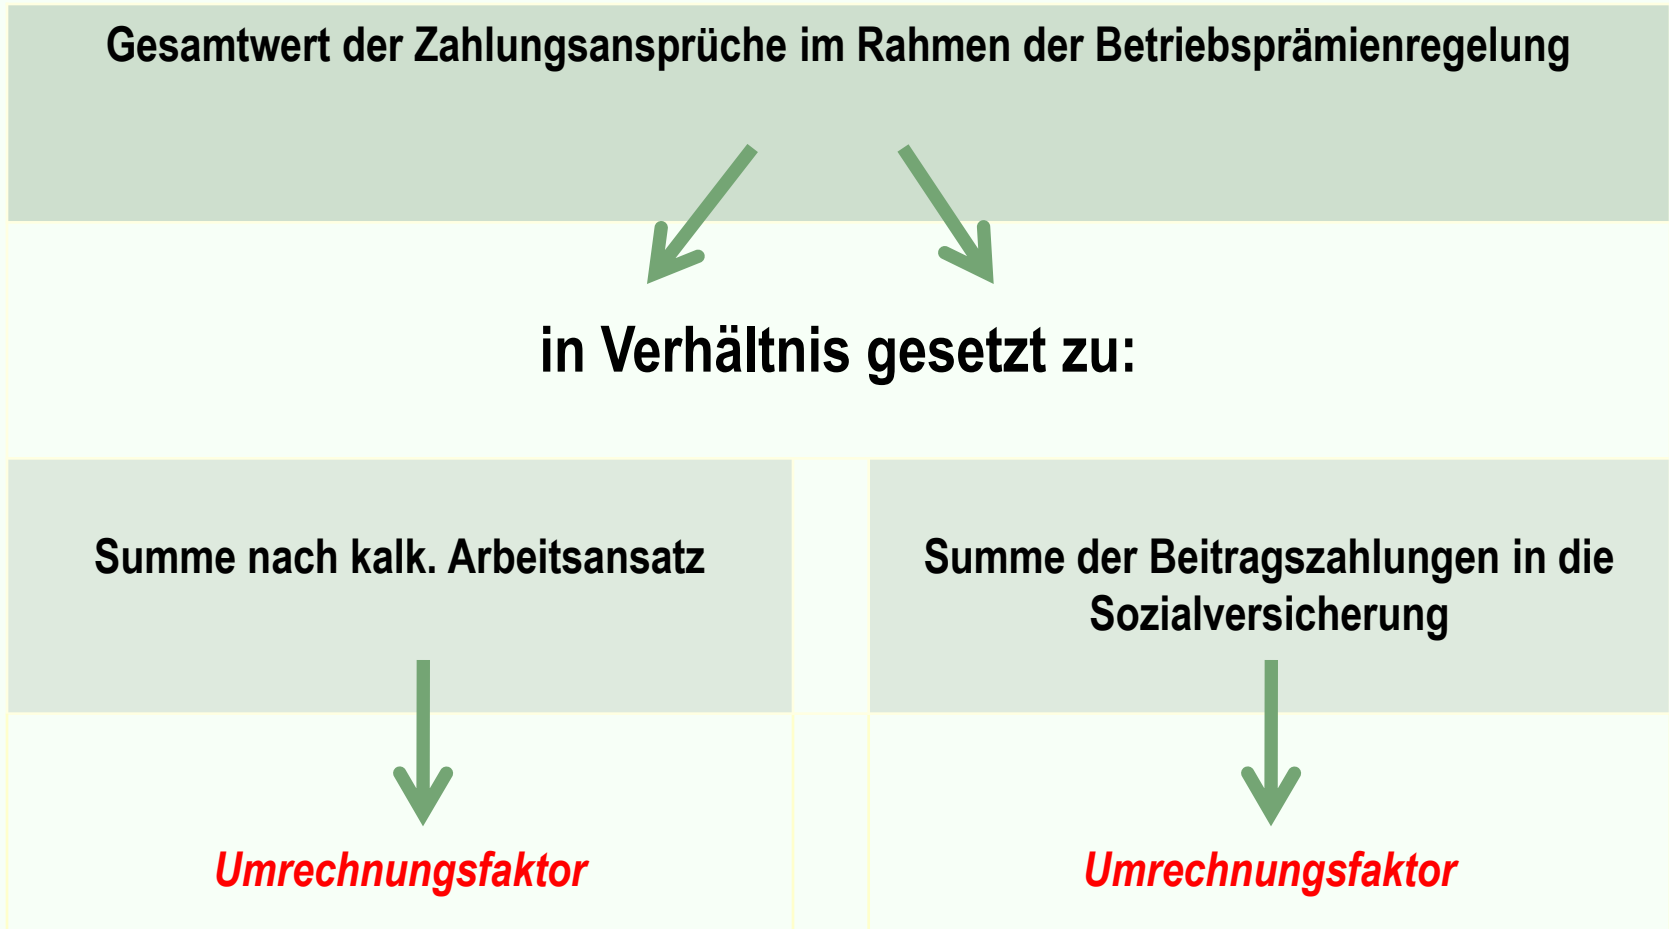 Gesamtwert der Zahlungsansprüche im Rahmen der Betriebsprämienregelung
in Verhältnis gesetzt zu:
Summe nach kalk. Arbeitsansatz
Summe der Beitragszahlungen in die
Sozialversicherung
Umrechnungsfaktor
Umrechnungsfaktor